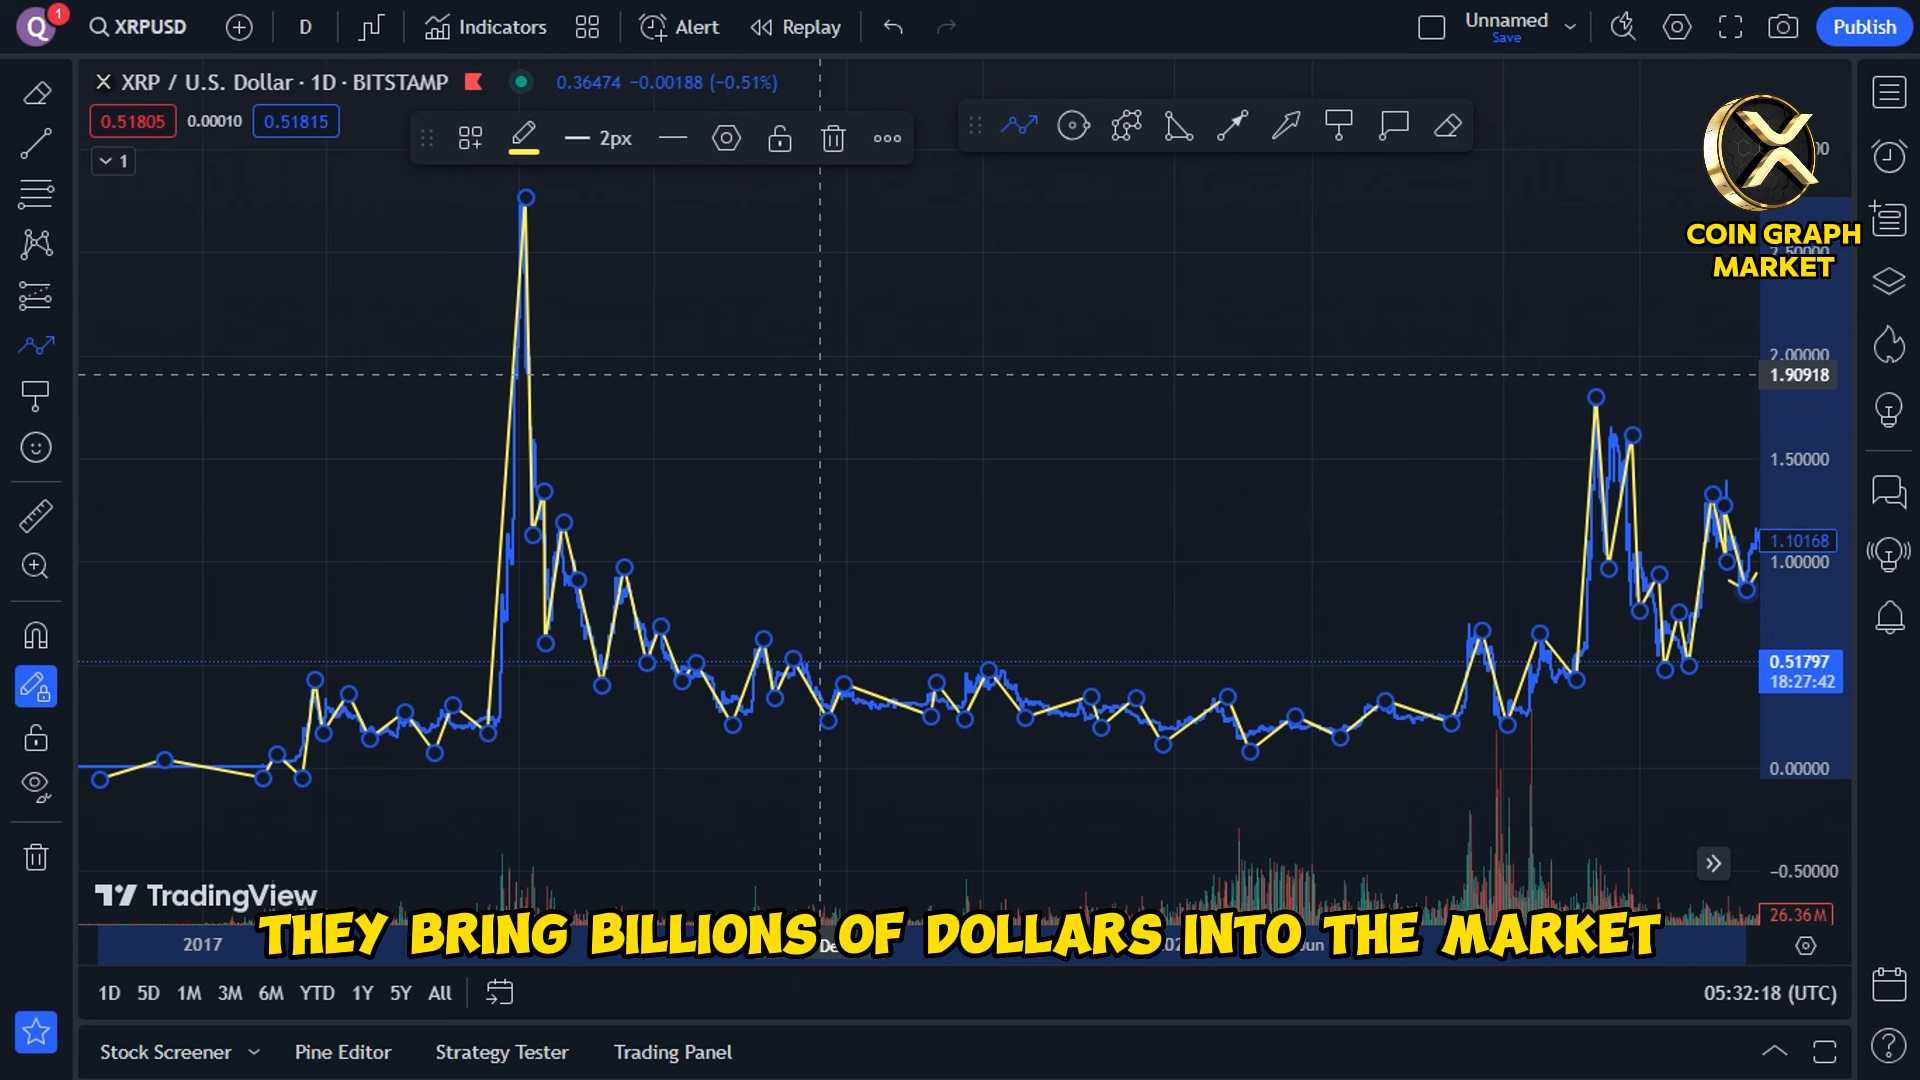 Q
1
XRPUSD
D
Indicators
Alert
Replay
Unnamed
Save
Publish
XRP / U.S. Dollar · 1D · BITSTAMP
0.36474 −0.00188 (−0.51%)
0.51805
0.00010
0.51815
2px
1
COIN GRAPH
MARKET
2.50000
2.00000
1.90918
1.50000
1.10168
1.00000
0.51797
18:27:42
0.00000
−0.50000
26.36M
TradingView
THEY BRING BILLIONS OF DOLLARS INTO THE MARKET
2017
1D 5D 1M 3M 6M YTD 1Y 5Y All
05:32:18 (UTC)
Stock Screener
Pine Editor
Strategy Tester
Trading Panel